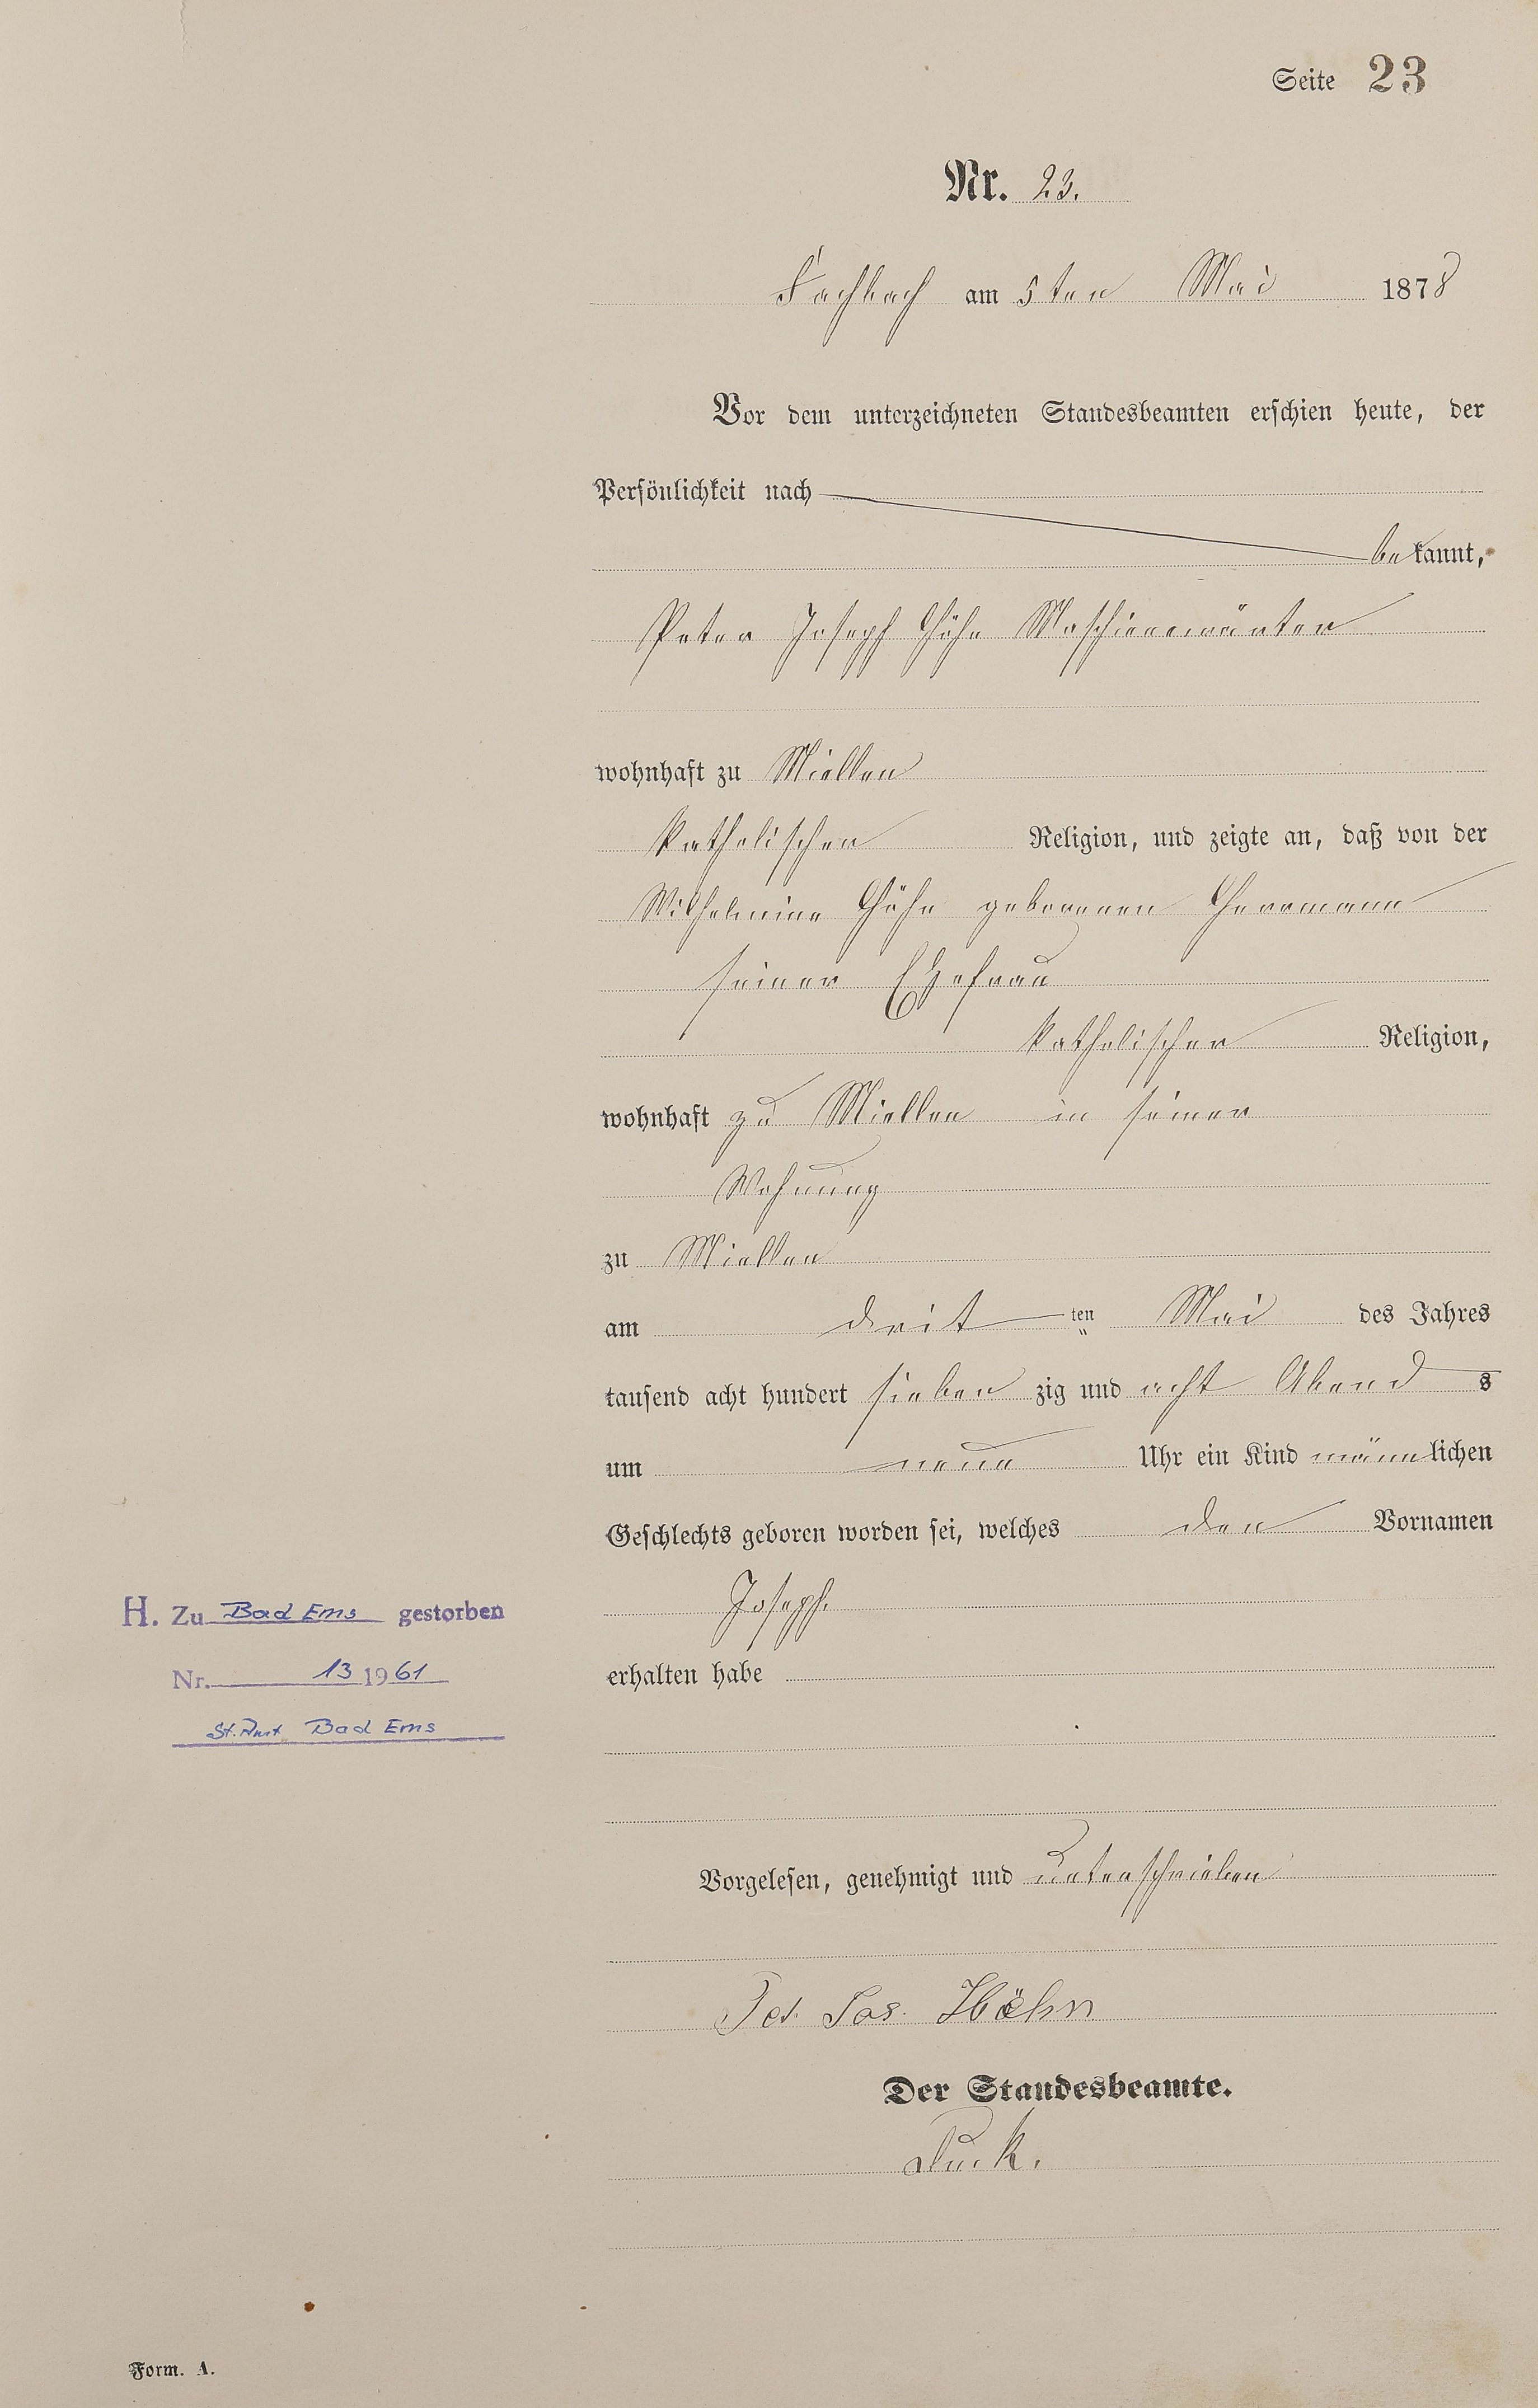 Seite 23
Nr. 23.
Fachbach am 5ten Mai 1878
Vor dem unterzeichneten Standesbeamten erschien heute, der
Persönlichkeit nach
bekannt,
Peter Joseph Höhn Maschienenwärter
wohnhaft zu Miellen
katholischer Religion, und zeigte an, daß von der
Wilhelmine Höhn geborenen Herrmann
seiner Ehefrau
katholischer Religion,
wohnhaft zu Miellen in seiner
Wohnung
zu Miellen
am dritten Mai des Jahres
tausend acht hundert siebenzig und acht Abends
um neun Uhr ein Kind männlichen
Geschlechts geboren worden sei, welches den Vornamen
Joseph.
erhalten habe
H. Zu Bad Ems gestorben
Nr. 13 1961
St.Amt Bad Ems
Vorgelesen, genehmigt und unterschrieben
Pet. Jos. Höhn
Der Standesbeamte.
Form. A.